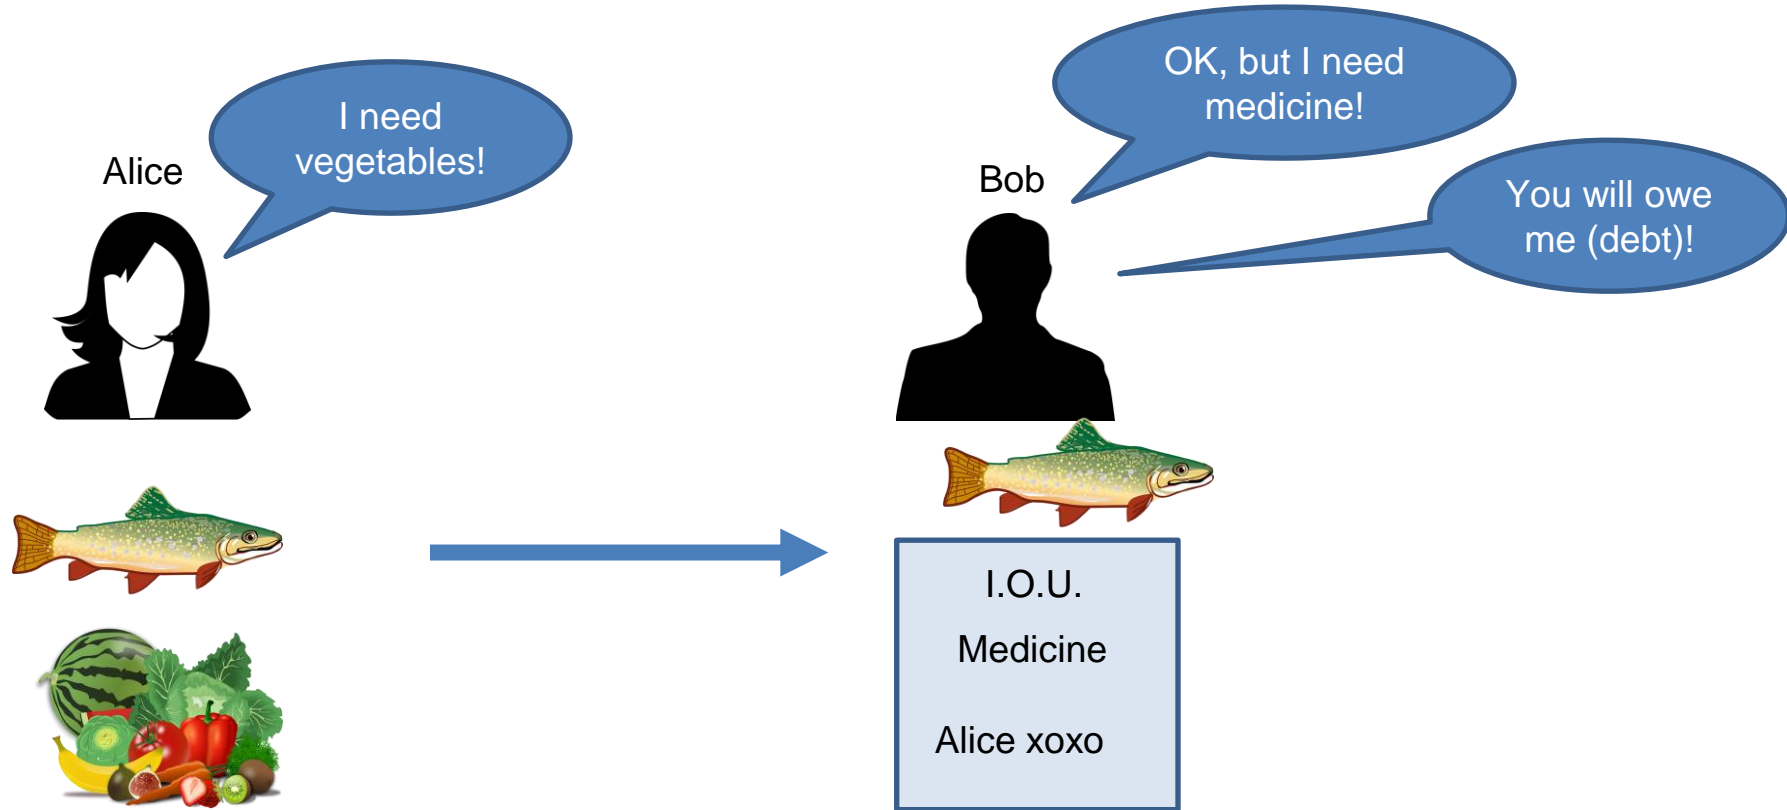 Alice
I need
vegetables!
Bob
OK, but I need
medicine!
You will owe
me (debt)!
I.O.U.
Medicine
Alice xoxo